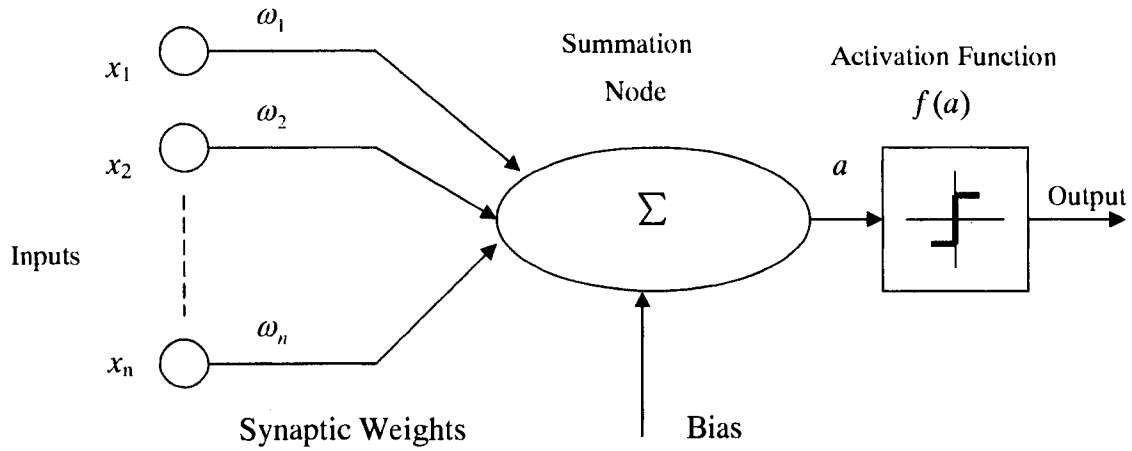 ω₁
Summation
Node
Activation Function
f(a)
x₁
ω₂
x₂
a
Σ
Output
Inputs
ωₙ
xₙ
Synaptic Weights
Bias